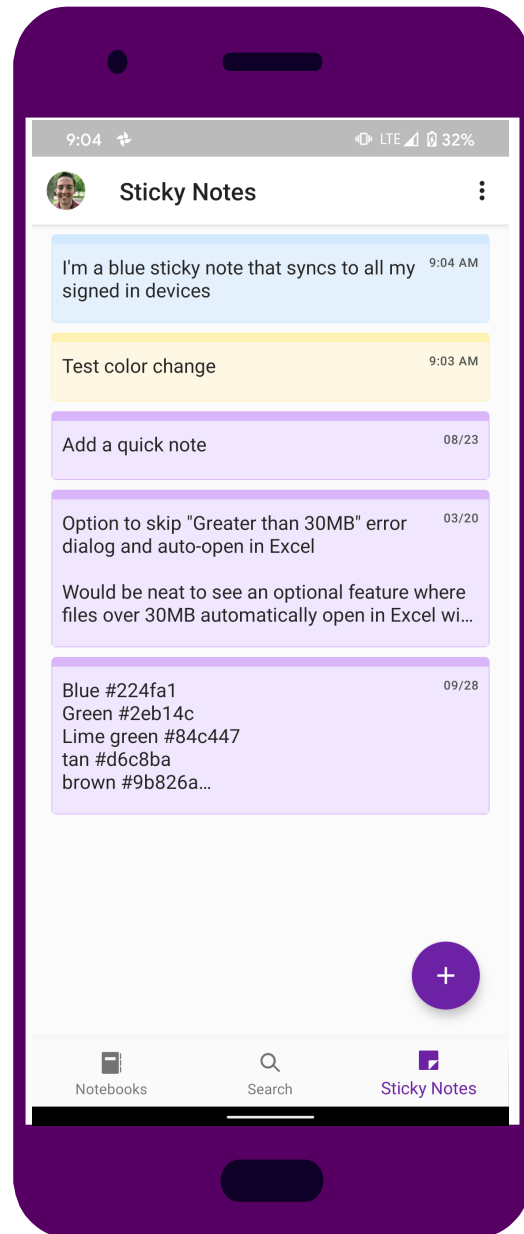 9:04
LTE
32%
Sticky Notes
I'm a blue sticky note that syncs to all my
signed in devices
9:04 AM
Test color change
9:03 AM
Add a quick note
08/23
Option to skip "Greater than 30MB" error
dialog and auto-open in Excel
03/20
Would be neat to see an optional feature where
files over 30MB automatically open in Excel wi…
Blue #224fa1
09/28
Green #2eb14c
Lime green #84c447
tan #d6c8ba
brown #9b826a…
+
Notebooks
Search
Sticky Notes